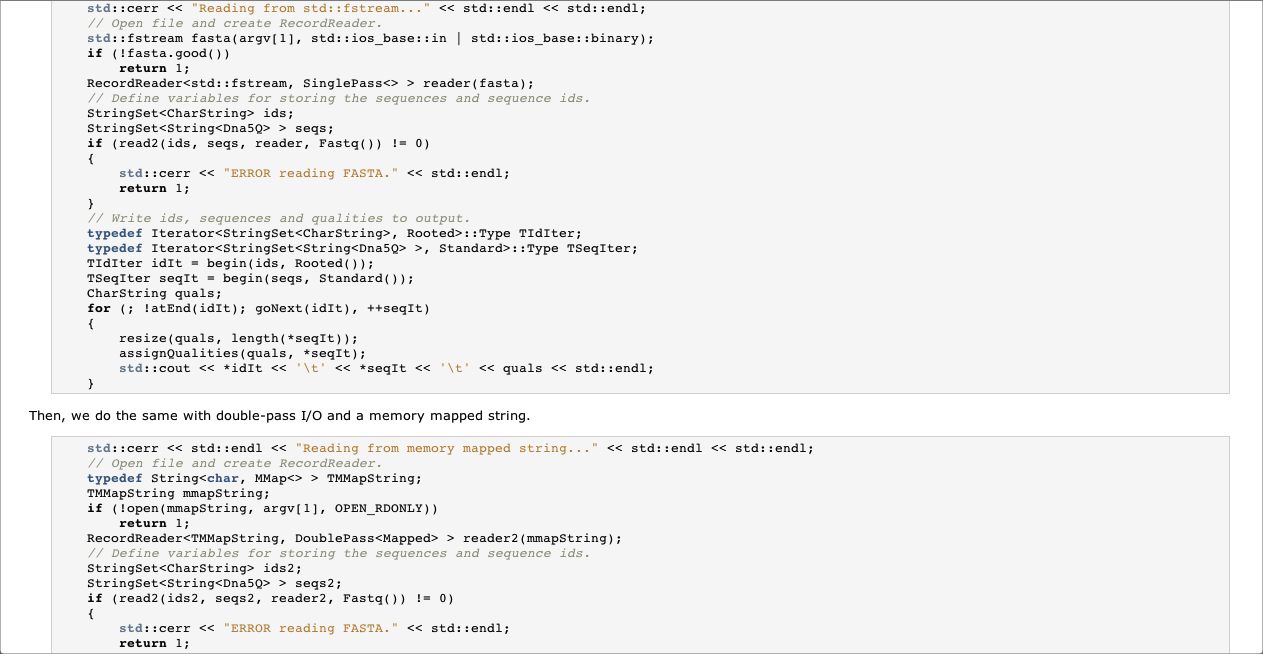 std::cerr << "Reading from std::fstream..." << std::endl << std::endl;
// Open file and create RecordReader.
std::fstream fasta(argv[1], std::ios_base::in | std::ios_base::binary);
if (!fasta.good())
    return 1;
RecordReader<std::fstream, SinglePass<> > reader(fasta);
// Define variables for storing the sequences and sequence ids.
StringSet<CharString> ids;
StringSet<String<Dna5Q> > seqs;
if (read2(ids, seqs, reader, Fastq()) != 0)
{
    std::cerr << "ERROR reading FASTA." << std::endl;
    return 1;
}
// Write ids, sequences and qualities to output.
typedef Iterator<StringSet<CharString>, Rooted>::Type TIdIter;
typedef Iterator<StringSet<String<Dna5Q> >, Standard>::Type TSeqIter;
TIdIter idIt = begin(ids, Rooted());
TSeqIter seqIt = begin(seqs, Standard());
CharString quals;
for (; !atEnd(idIt); goNext(idIt), ++seqIt)
{
    resize(quals, length(*seqIt));
    assignQualities(quals, *seqIt);
    std::cout << *idIt << '\t' << *seqIt << '\t' << quals << std::endl;
}
Then, we do the same with double-pass I/O and a memory mapped string.
std::cerr << std::endl << "Reading from memory mapped string..." << std::endl << std::endl;
// Open file and create RecordReader.
typedef String<char, MMap<> > TMMapString;
TMMapString mmapString;
if (!open(mmapString, argv[1], OPEN_RDONLY))
    return 1;
RecordReader<TMMapString, DoublePass<Mapped> > reader2(mmapString);
// Define variables for storing the sequences and sequence ids.
StringSet<CharString> ids2;
StringSet<String<Dna5Q> > seqs2;
if (read2(ids2, seqs2, reader2, Fastq()) != 0)
{
    std::cerr << "ERROR reading FASTA." << std::endl;
    return 1;